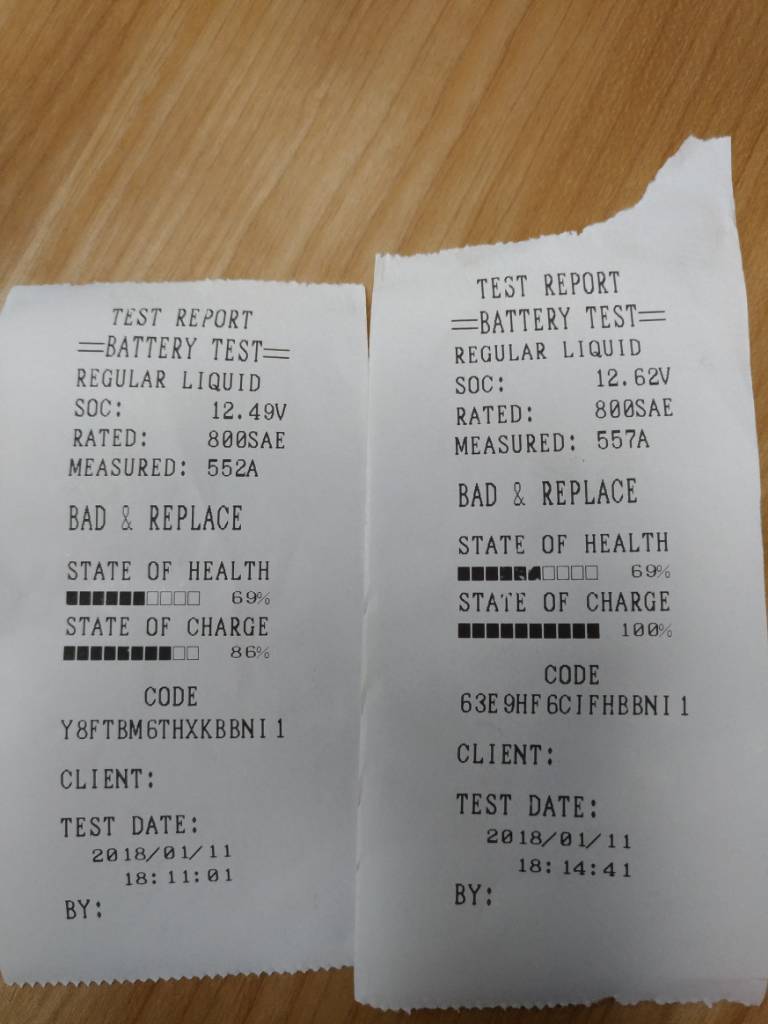 TEST REPORT
=BATTERY TEST=
REGULAR LIQUID
SOC: 12.49V
RATED: 800SAE
MEASURED: 552A
BAD & REPLACE
STATE OF HEALTH
69%
STATE OF CHARGE
86%
CODE
Y8FTBM6THXKBBNI1
CLIENT:
TEST DATE:
2018/01/11
18:11:01
BY:
TEST REPORT
=BATTERY TEST=
REGULAR LIQUID
SOC: 12.62V
RATED: 800SAE
MEASURED: 557A
BAD & REPLACE
STATE OF HEALTH
69%
STATE OF CHARGE
100%
CODE
63E9HF6CIFHBBNI1
CLIENT:
TEST DATE:
2018/01/11
18:14:41
BY: